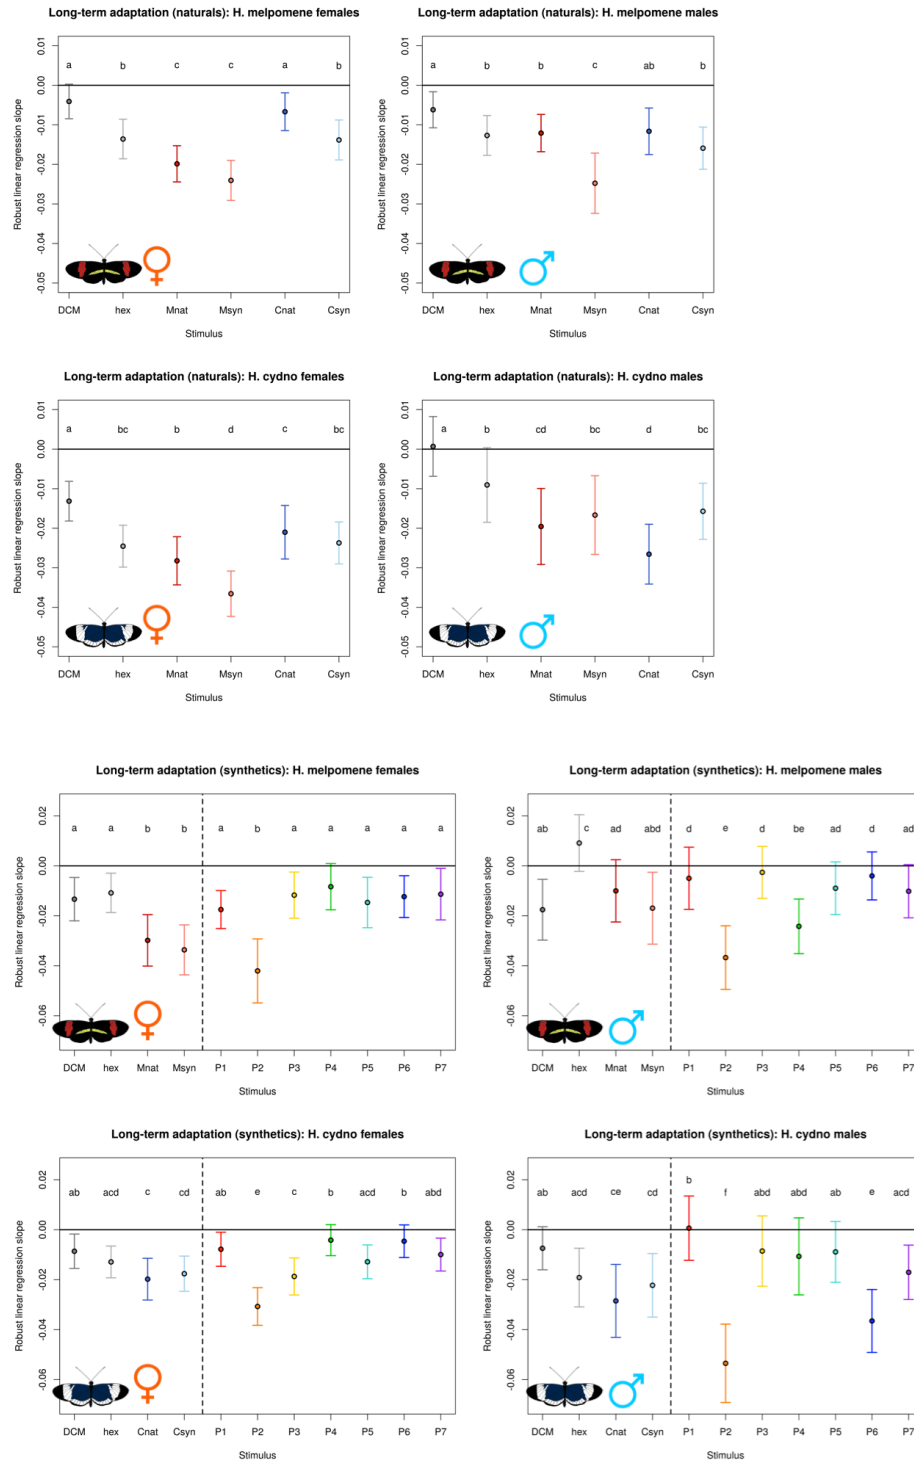 Long-term adaptation (naturals): H. melpomene females
Robust linear regression slope
0.01
0.00
-0.01
-0.02
-0.03
-0.04
-0.05
a b c c a b
DCM hex Mnat Msyn Cnat Csyn
Stimulus
Long-term adaptation (naturals): H. melpomene males
Robust linear regression slope
0.01
0.00
-0.01
-0.02
-0.03
-0.04
-0.05
a b b c ab b
DCM hex Mnat Msyn Cnat Csyn
Stimulus
Long-term adaptation (naturals): H. cydno females
Robust linear regression slope
0.01
0.00
-0.01
-0.02
-0.03
-0.04
-0.05
a bc b d c bc
DCM hex Mnat Msyn Cnat Csyn
Stimulus
Long-term adaptation (naturals): H. cydno males
Robust linear regression slope
0.01
0.00
-0.01
-0.02
-0.03
-0.04
-0.05
a b cd bc d bc
DCM hex Mnat Msyn Cnat Csyn
Stimulus
Long-term adaptation (synthetics): H. melpomene females
Robust linear regression slope
0.02
0.00
-0.02
-0.04
-0.06
a a b b a b a a a a a
DCM hex Mnat Msyn P1 P2 P3 P4 P5 P6 P7
Stimulus
Long-term adaptation (synthetics): H. melpomene males
Robust linear regression slope
0.02
0.00
-0.02
-0.04
-0.06
ab c ad abd d e d be ad d ad
DCM hex Mnat Msyn P1 P2 P3 P4 P5 P6 P7
Stimulus
Long-term adaptation (synthetics): H. cydno females
Robust linear regression slope
0.02
0.00
-0.02
-0.04
-0.06
ab acd c cd ab e c b acd b abd
DCM hex Cnat Csyn P1 P2 P3 P4 P5 P6 P7
Stimulus
Long-term adaptation (synthetics): H. cydno males
Robust linear regression slope
0.02
0.00
-0.02
-0.04
-0.06
ab acd ce cd b f abd abd ab e acd
DCM hex Cnat Csyn P1 P2 P3 P4 P5 P6 P7
Stimulus